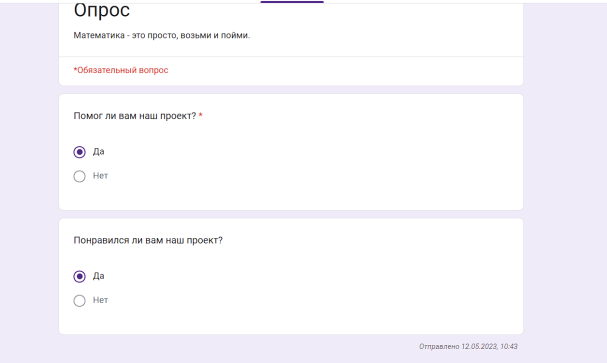 Опрос
Математика - это просто, возьми и пойми.
*Обязательный вопрос
Помог ли вам наш проект? *
Да
Нет
Понравился ли вам наш проект?
Да
Нет
Отправлено 12.05.2023, 10:43